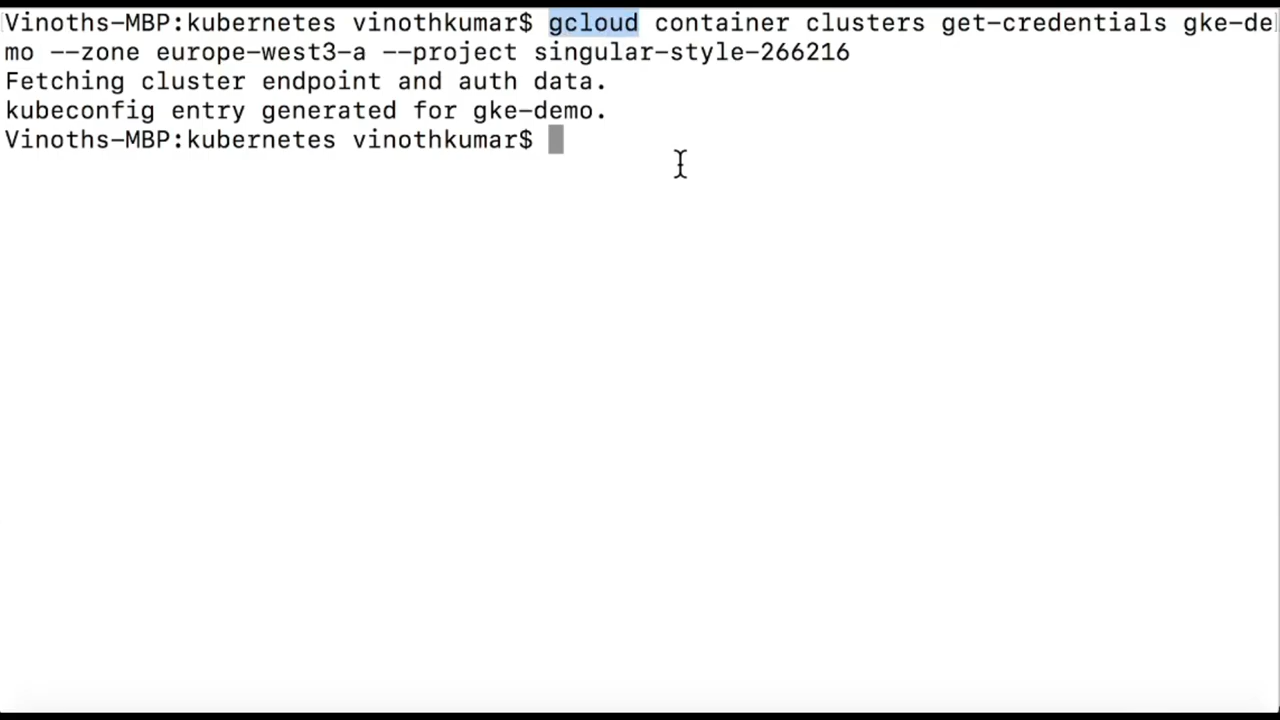 Vinoths-MBP:kubernetes vinothkumar$ gcloud container clusters get-credentials gke-de
mo --zone europe-west3-a --project singular-style-266216
Fetching cluster endpoint and auth data.
kubeconfig entry generated for gke-demo.
Vinoths-MBP:kubernetes vinothkumar$